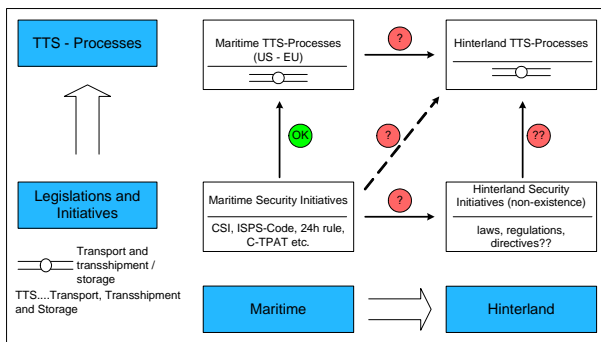 TTS - Processes
Maritime TTS-Processes
(US - EU)
?
Hinterland TTS-Processes
OK
?
??
Legislations and
Initiatives
Maritime Security Initiatives
CSI, ISPS-Code, 24h rule,
C-TPAT etc.
?
Hinterland Security
Initiatives (non-existence)
laws, regulations,
directives??
Transport and
transshipment /
storage
TTS....Transport, Transshipment
and Storage
Maritime
Hinterland